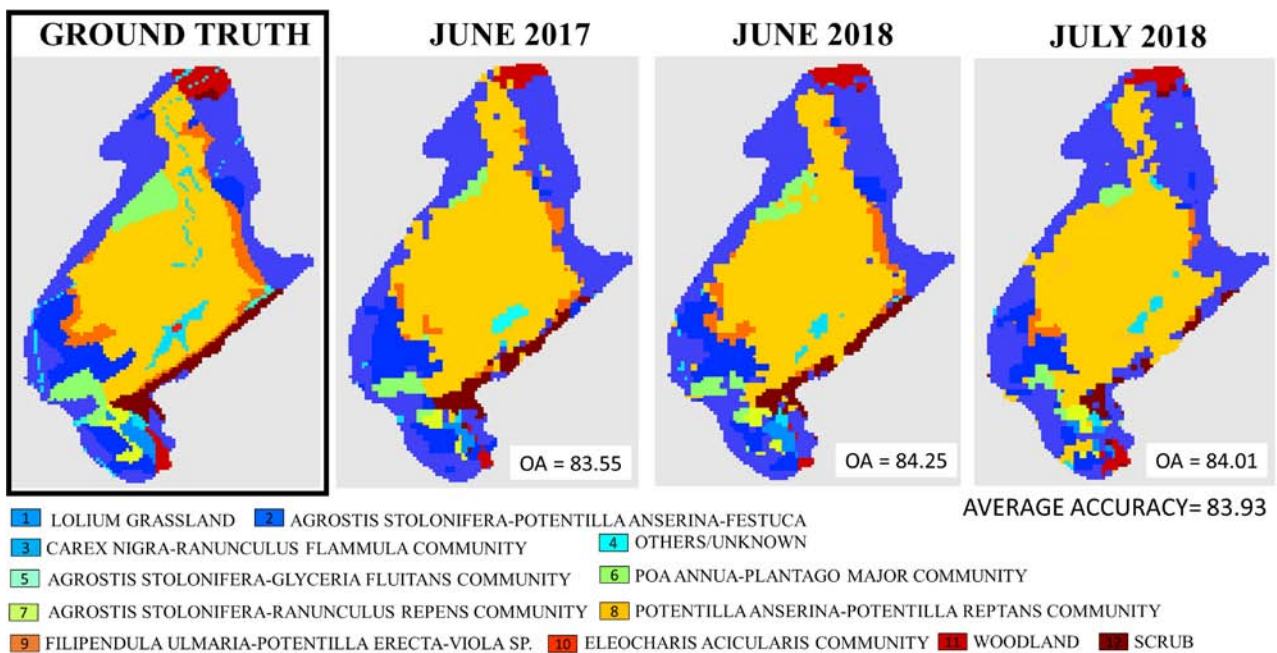 GROUND TRUTH JUNE 2017 JUNE 2018 JULY 2018
OA = 83.55 OA = 84.25 OA = 84.01
AVERAGE ACCURACY= 83.93
1 LOLIUM GRASSLAND 2 AGROSTIS STOLONIFERA-POTENTILLA ANSERINA-FESTUCA
3 CAREX NIGRA-RANUNCULUS FLAMMULA COMMUNITY 4 OTHERS/UNKNOWN
5 AGROSTIS STOLONIFERA-GLYCERIA FLUITANS COMMUNITY 6 POA ANNUA-PLANTAGO MAJOR COMMUNITY
7 AGROSTIS STOLONIFERA-RANUNCULUS REPENS COMMUNITY 8 POTENTILLA ANSERINA-POTENTILLA REPTANS COMMUNITY
9 FILIPENDULA ULMARIA-POTENTILLA ERECTA-VIOLA SP. 10 ELEOCHARIS ACICULARIS COMMUNITY 11 WOODLAND 12 SCRUB